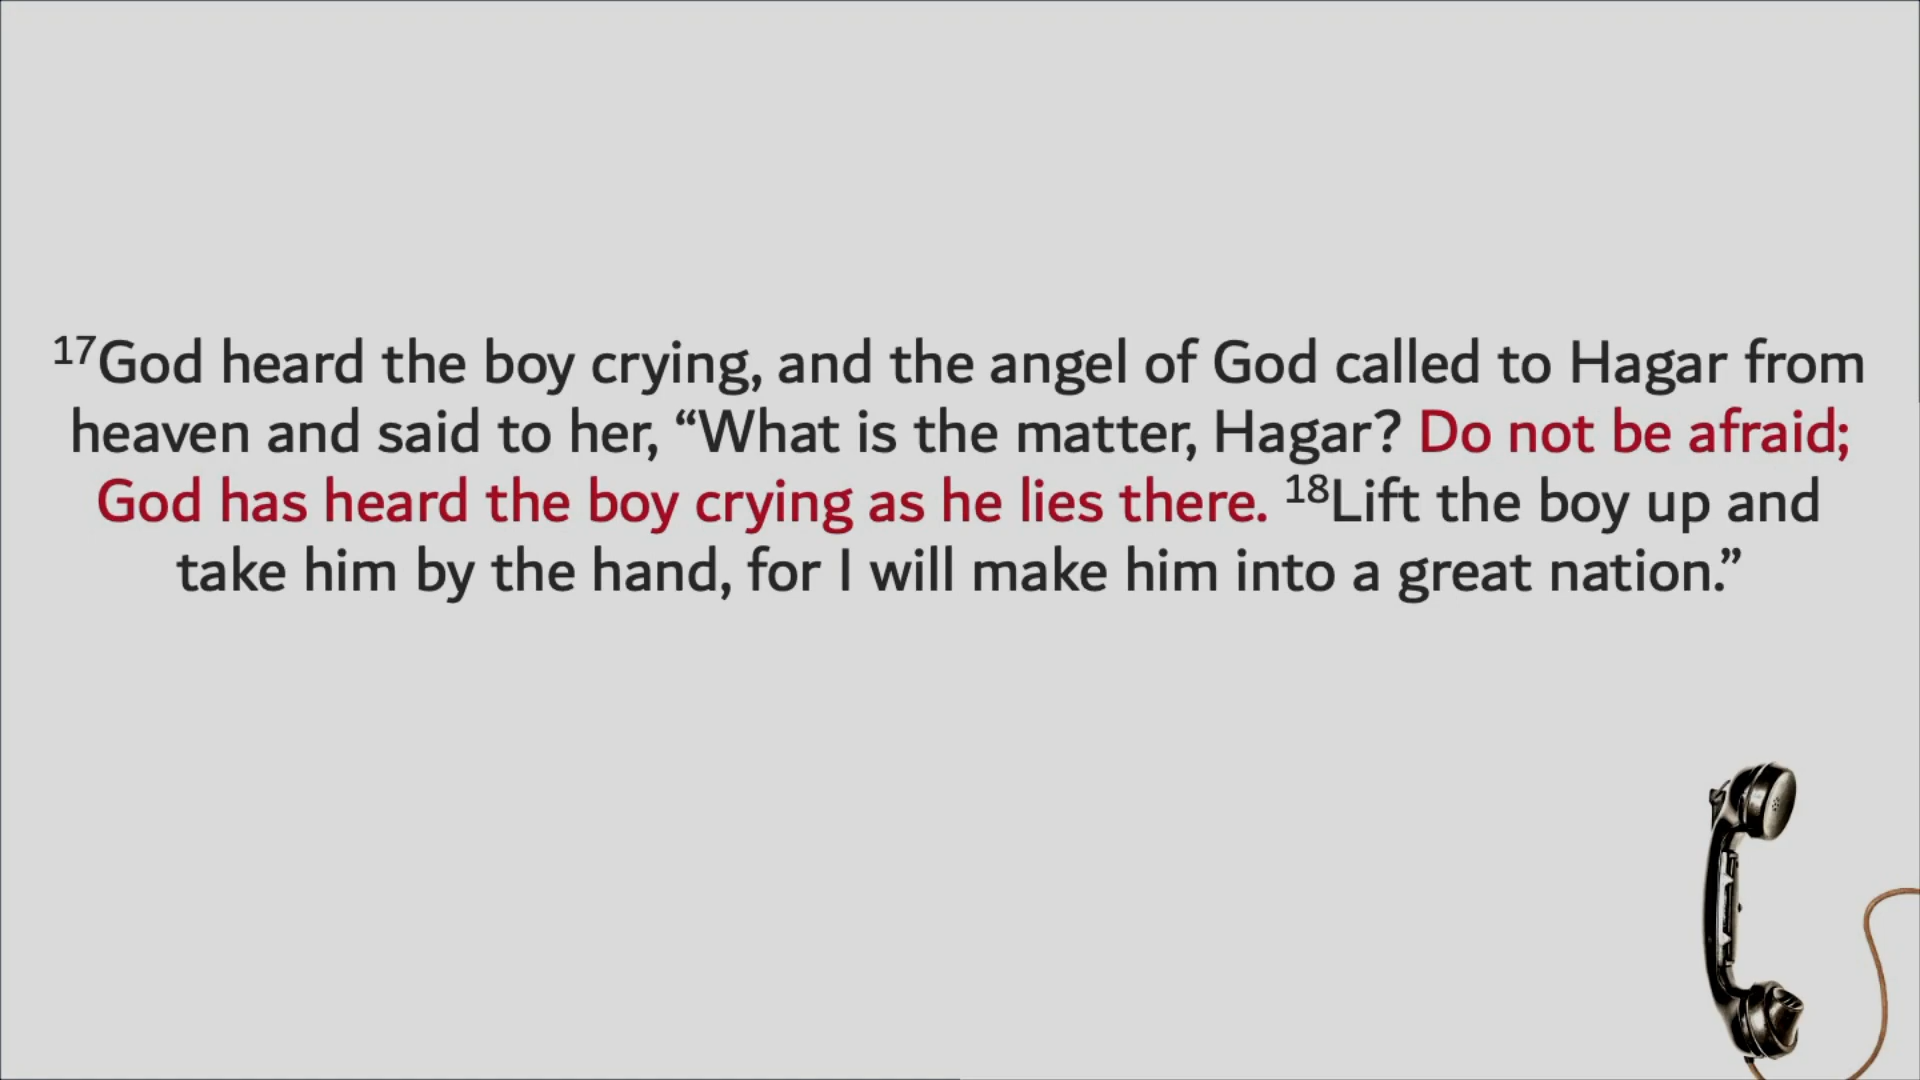 ¹⁷God heard the boy crying, and the angel of God called to Hagar from
heaven and said to her, “What is the matter, Hagar? Do not be afraid;
God has heard the boy crying as he lies there. ¹⁸Lift the boy up and
take him by the hand, for I will make him into a great nation.”